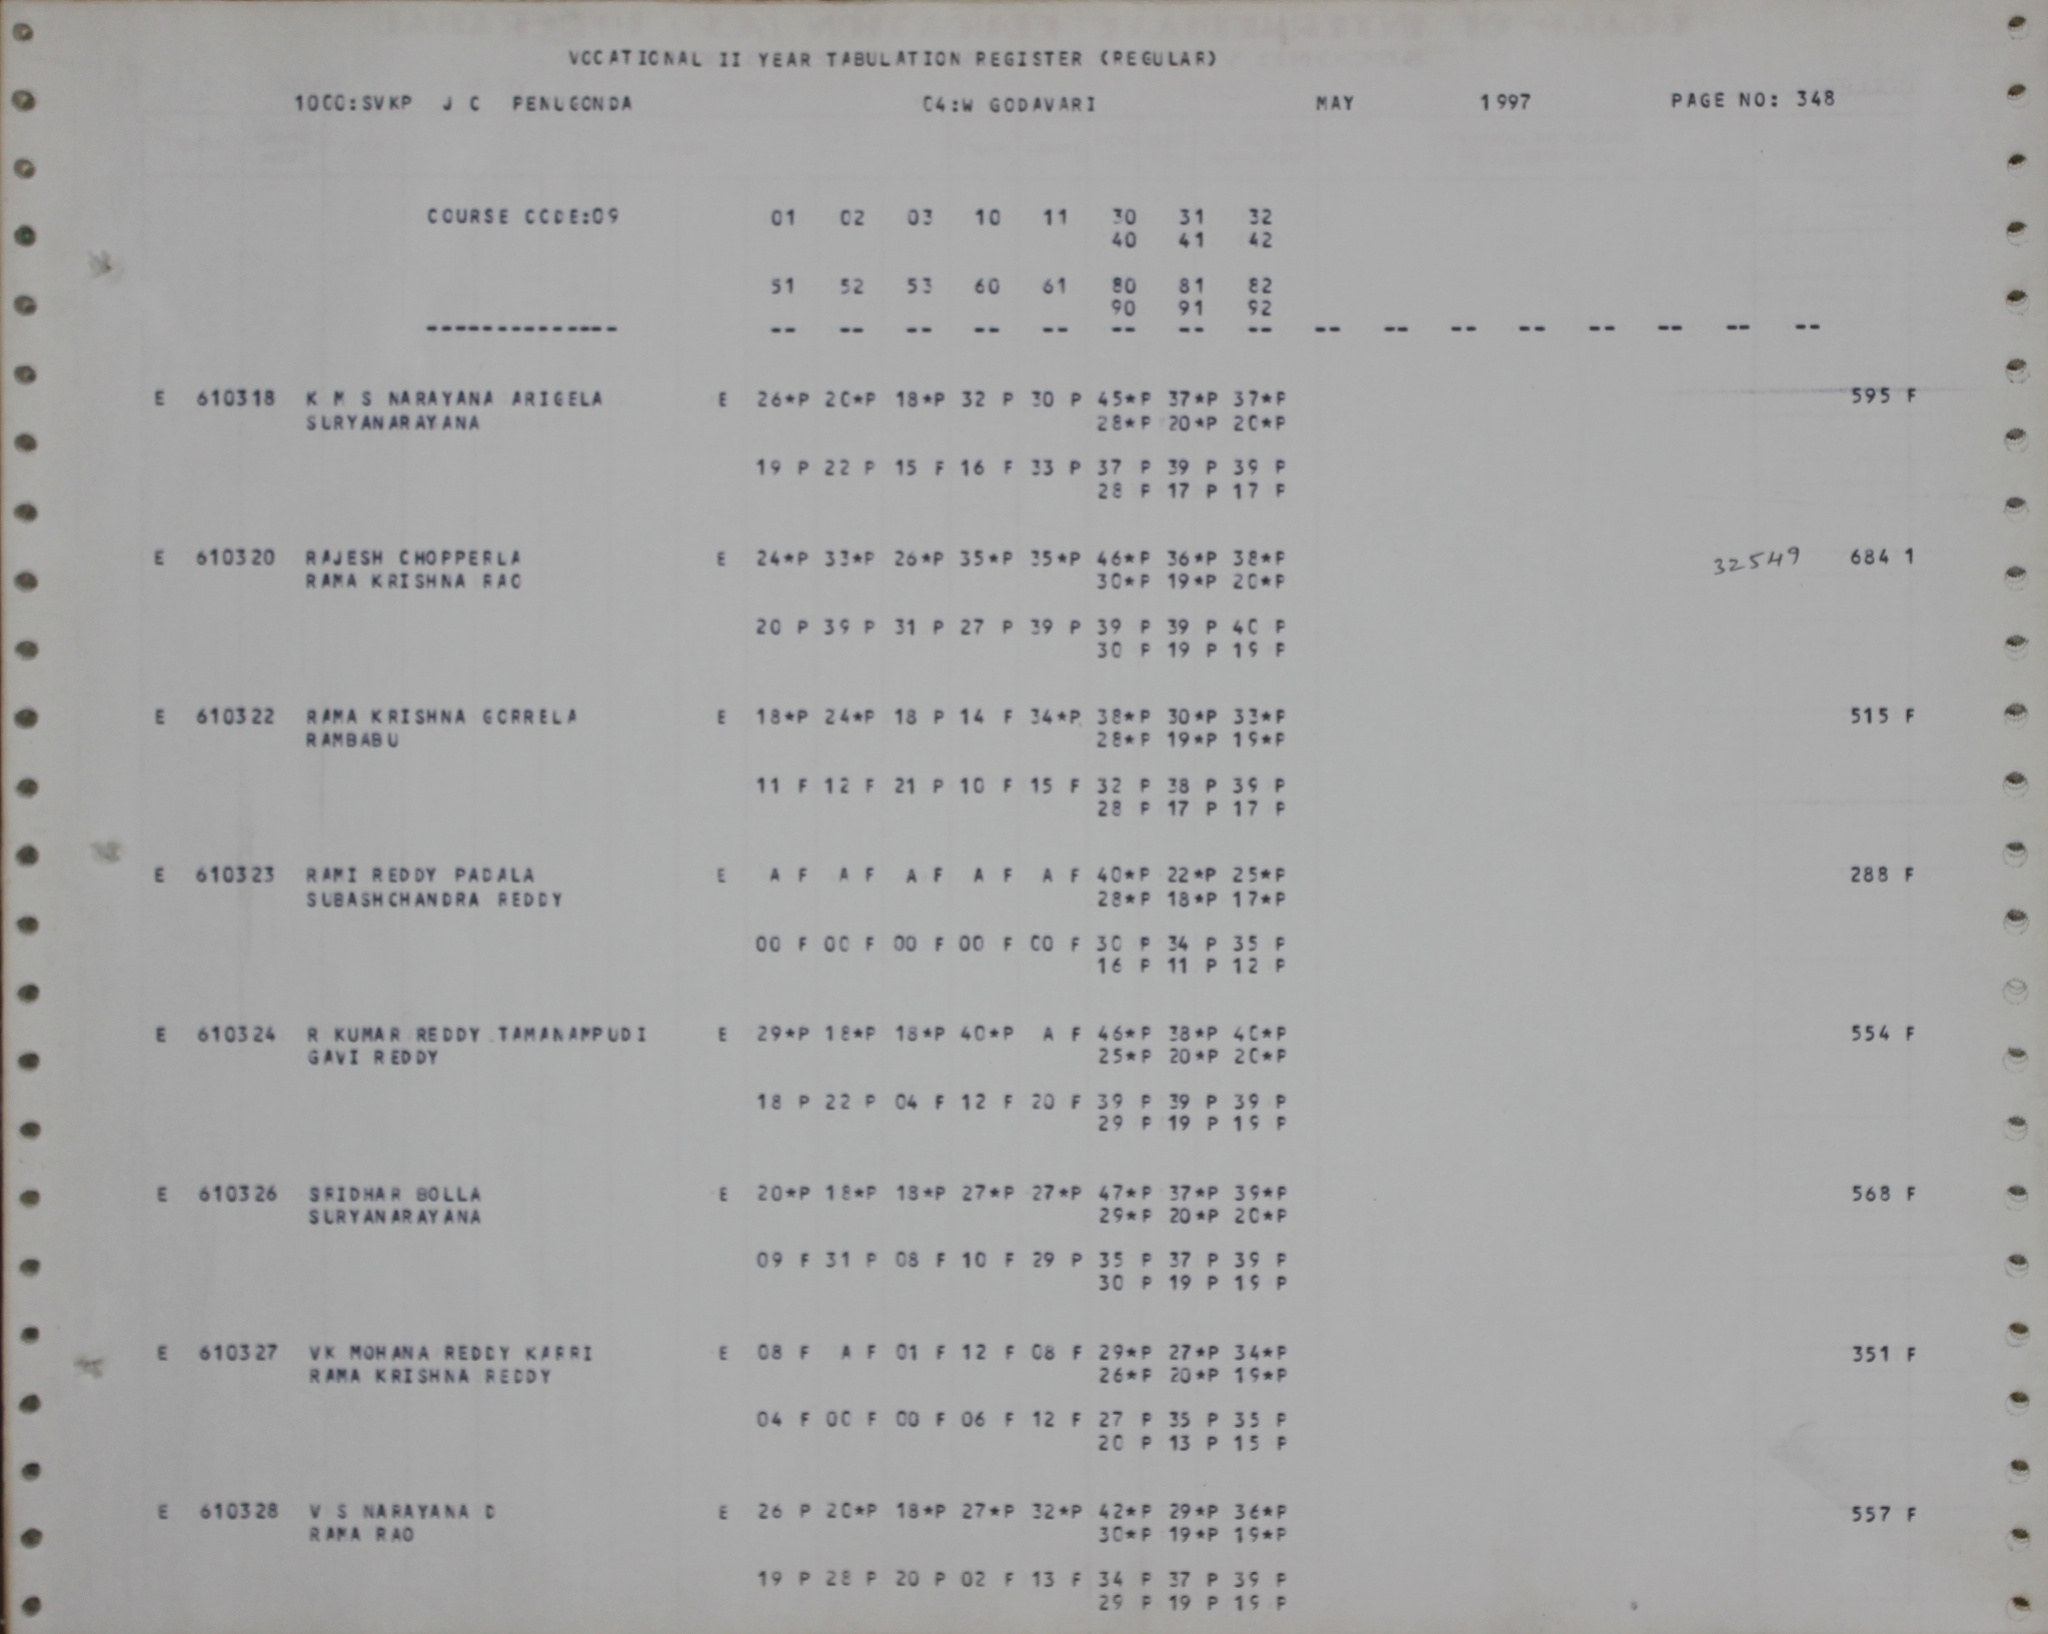 VOCATIONAL II YEAR TABULATION REGISTER (REGULAR)
1000:SVKP J C PENUGONDA 04:W GODAVARI MAY 1997 PAGE NO: 348
COURSE CODE:09 01 02 03 10 11 30 31 32
40 41 42
51 52 53 60 61 80 81 82
90 91 92
-------------- -- -- -- -- -- -- -- -- -- -- -- -- -- -- -- --
E 610318 K M S NARAYANA ARIGELA E 26*P 20*P 18*P 32 P 30 P 45*P 37*P 37*P 595 F
SURYANARAYANA 28*P 20*P 20*P
19 P 22 P 15 F 16 F 33 P 37 P 39 P 39 P
28 P 17 P 17 P
E 610320 RAJESH CHOPPERLA E 24*P 33*P 26*P 35*P 35*P 46*P 36*P 38*P 32549 684 1
RAMA KRISHNA RAO 30*P 19*P 20*P
20 P 39 P 31 P 27 P 39 P 39 P 39 P 40 P
30 P 19 P 19 P
E 610322 RAMA KRISHNA GORRELA E 18*P 24*P 18 P 14 F 34*P 38*P 30*P 33*P 515 F
RAMBABU 28*P 19*P 19*P
11 F 12 F 21 P 10 F 15 F 32 P 38 P 39 P
28 P 17 P 17 P
E 610323 RAMI REDDY PADALA E A F A F A F A F A F 40*P 22*P 25*P 288 F
SUBASHCHANDRA REDDY 28*P 18*P 17*P
00 F 00 F 00 F 00 F 00 F 30 P 34 P 35 P
16 P 11 P 12 P
E 610324 R KUMAR REDDY TAMANAMPUDI E 29*P 18*P 18*P 40*P A F 46*P 38*P 40*P 554 F
GAVI REDDY 25*P 20*P 20*P
18 P 22 P 04 F 12 F 20 F 39 P 39 P 39 P
29 P 19 P 19 P
E 610326 SRIDHAR BOLLA E 20*P 18*P 18*P 27*P 27*P 47*P 37*P 39*P 568 F
SURYANARAYANA 29*P 20*P 20*P
09 F 31 P 08 F 10 F 29 P 35 P 37 P 39 P
30 P 19 P 19 P
E 610327 VK MOHANA REDDY KARRI E 08 F A F 01 F 12 F 08 F 29*P 27*P 34*P 351 F
RAMA KRISHNA REDDY 26*P 20*P 19*P
04 F 00 F 00 F 06 F 12 F 27 P 35 P 35 P
20 P 13 P 15 P
E 610328 V S NARAYANA D E 26 P 20*P 18*P 27*P 32*P 42*P 29*P 36*P 557 F
RAMA RAO 30*P 19*P 19*P
19 P 28 P 20 P 02 F 13 F 34 P 37 P 39 P
29 P 19 P 19 P